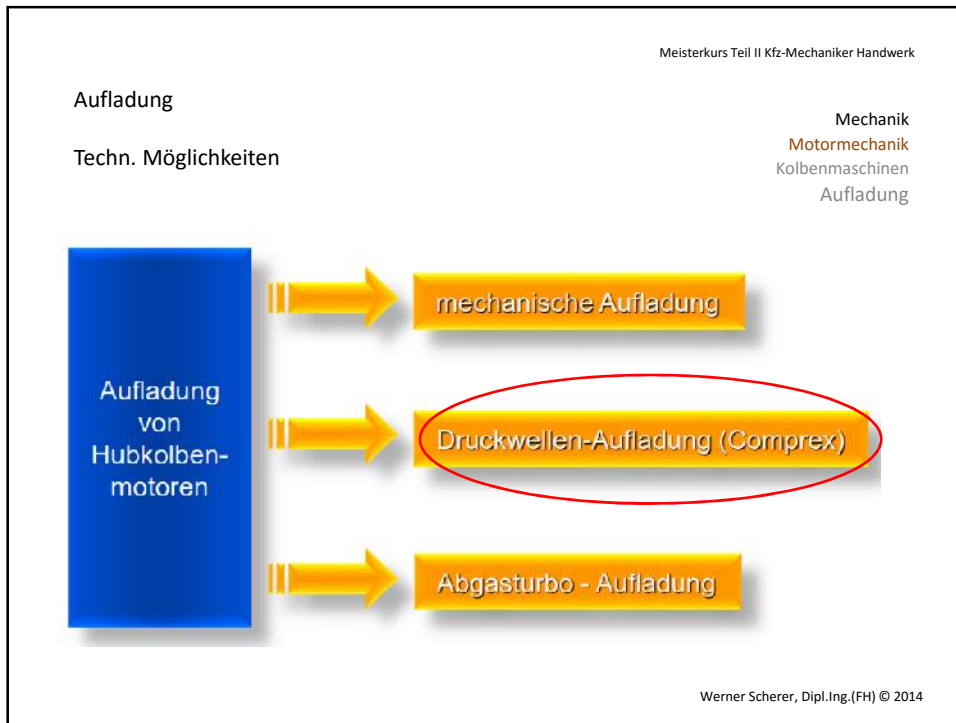 Meisterkurs Teil II Kfz-Mechaniker Handwerk
Aufladung
Techn. Möglichkeiten
Mechanik
Motormechanik
Kolbenmaschinen
Aufladung
Aufladung
von
Hubkolben-
motoren
mechanische Aufladung
Druckwellen-Aufladung (Comprex)
Abgasturbo - Aufladung
Werner Scherer, Dipl.Ing.(FH) © 2014